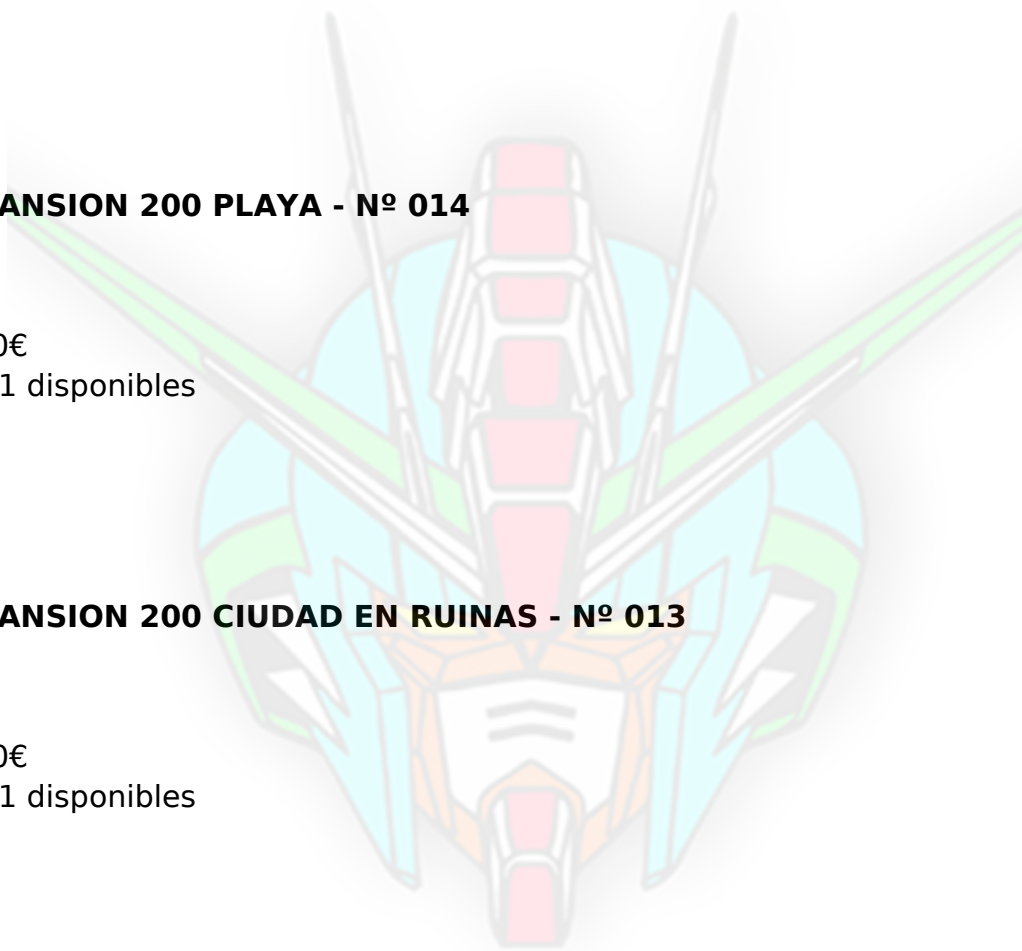 ANSION 200 PLAYA - Nº 014
0€
1 disponibles
ANSION 200 CIUDAD EN RUINAS - Nº 013
0€
1 disponibles